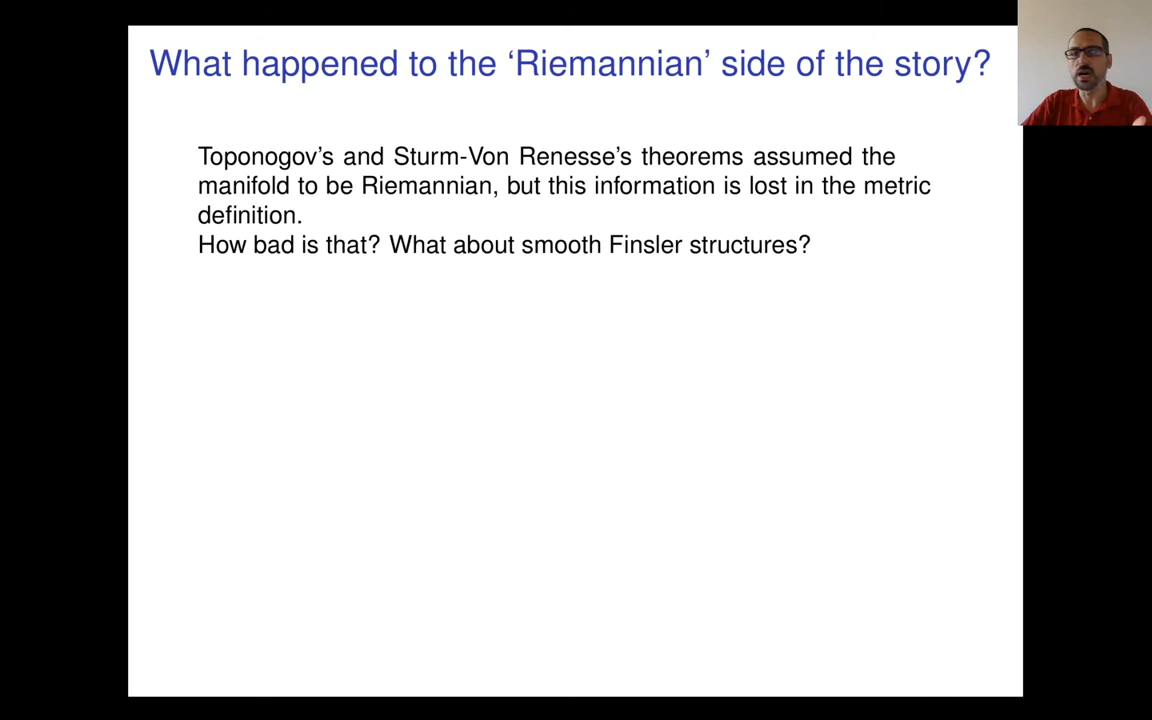 What happened to the ‘Riemannian’ side of the story?
Toponogov’s and Sturm-Von Renesse’s theorems assumed the
manifold to be Riemannian, but this information is lost in the metric
definition.
How bad is that? What about smooth Finsler structures?